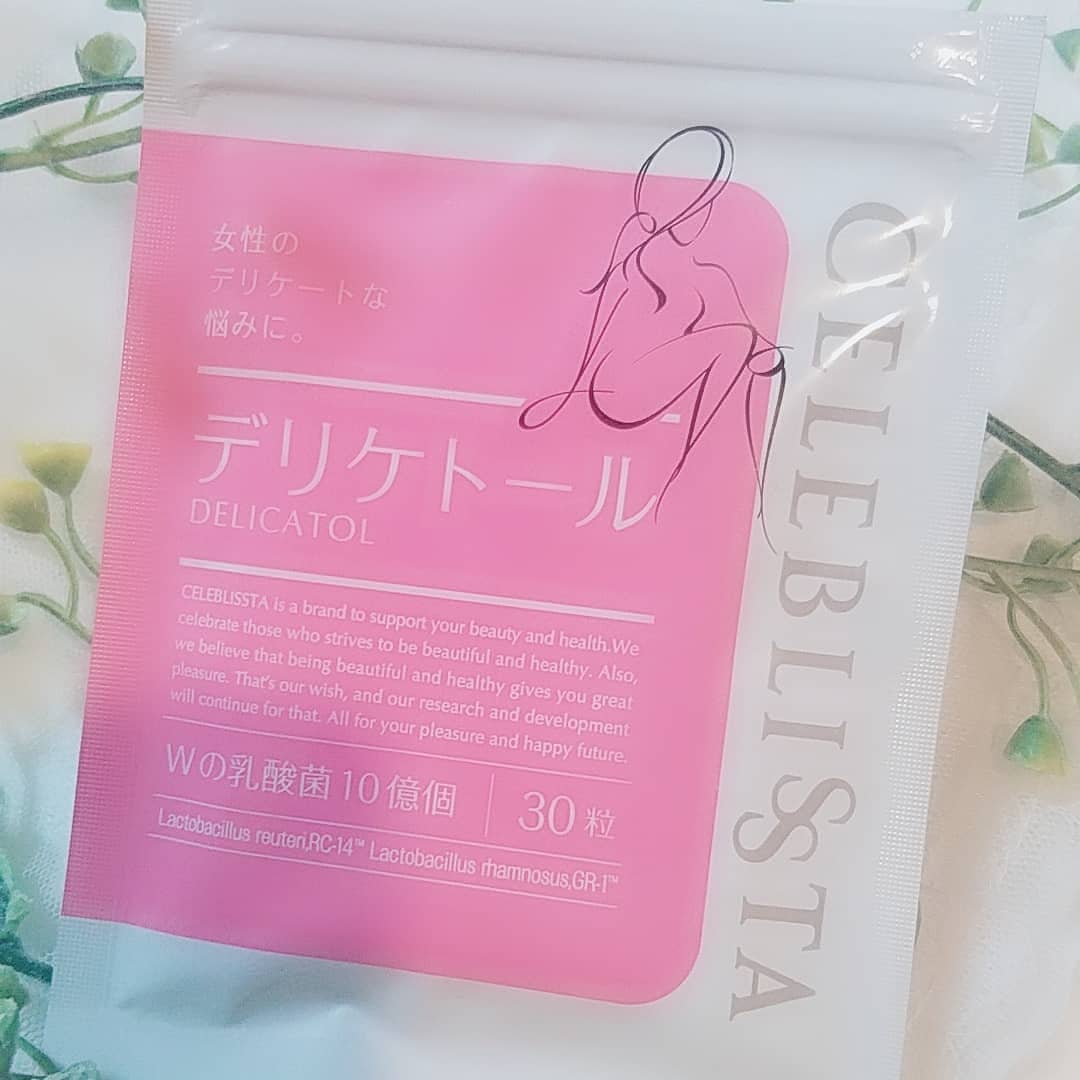 女性の
デリケートな
悩みに。
デリケトール
DELICATOL
CELEBLISSTA is a brand to support your beauty and health.We
celebrate those who strives to be beautiful and healthy. Also,
we believe that being beautiful and healthy gives you great
pleasure. That's our wish, and our research and development
will continue for that. All for your pleasure and happy future.
Wの乳酸菌10億個
30粒
Lactobacillus reuteri,RC-14™ Lactobacillus rhamnosus,GR-1™
CELEBLISSTA